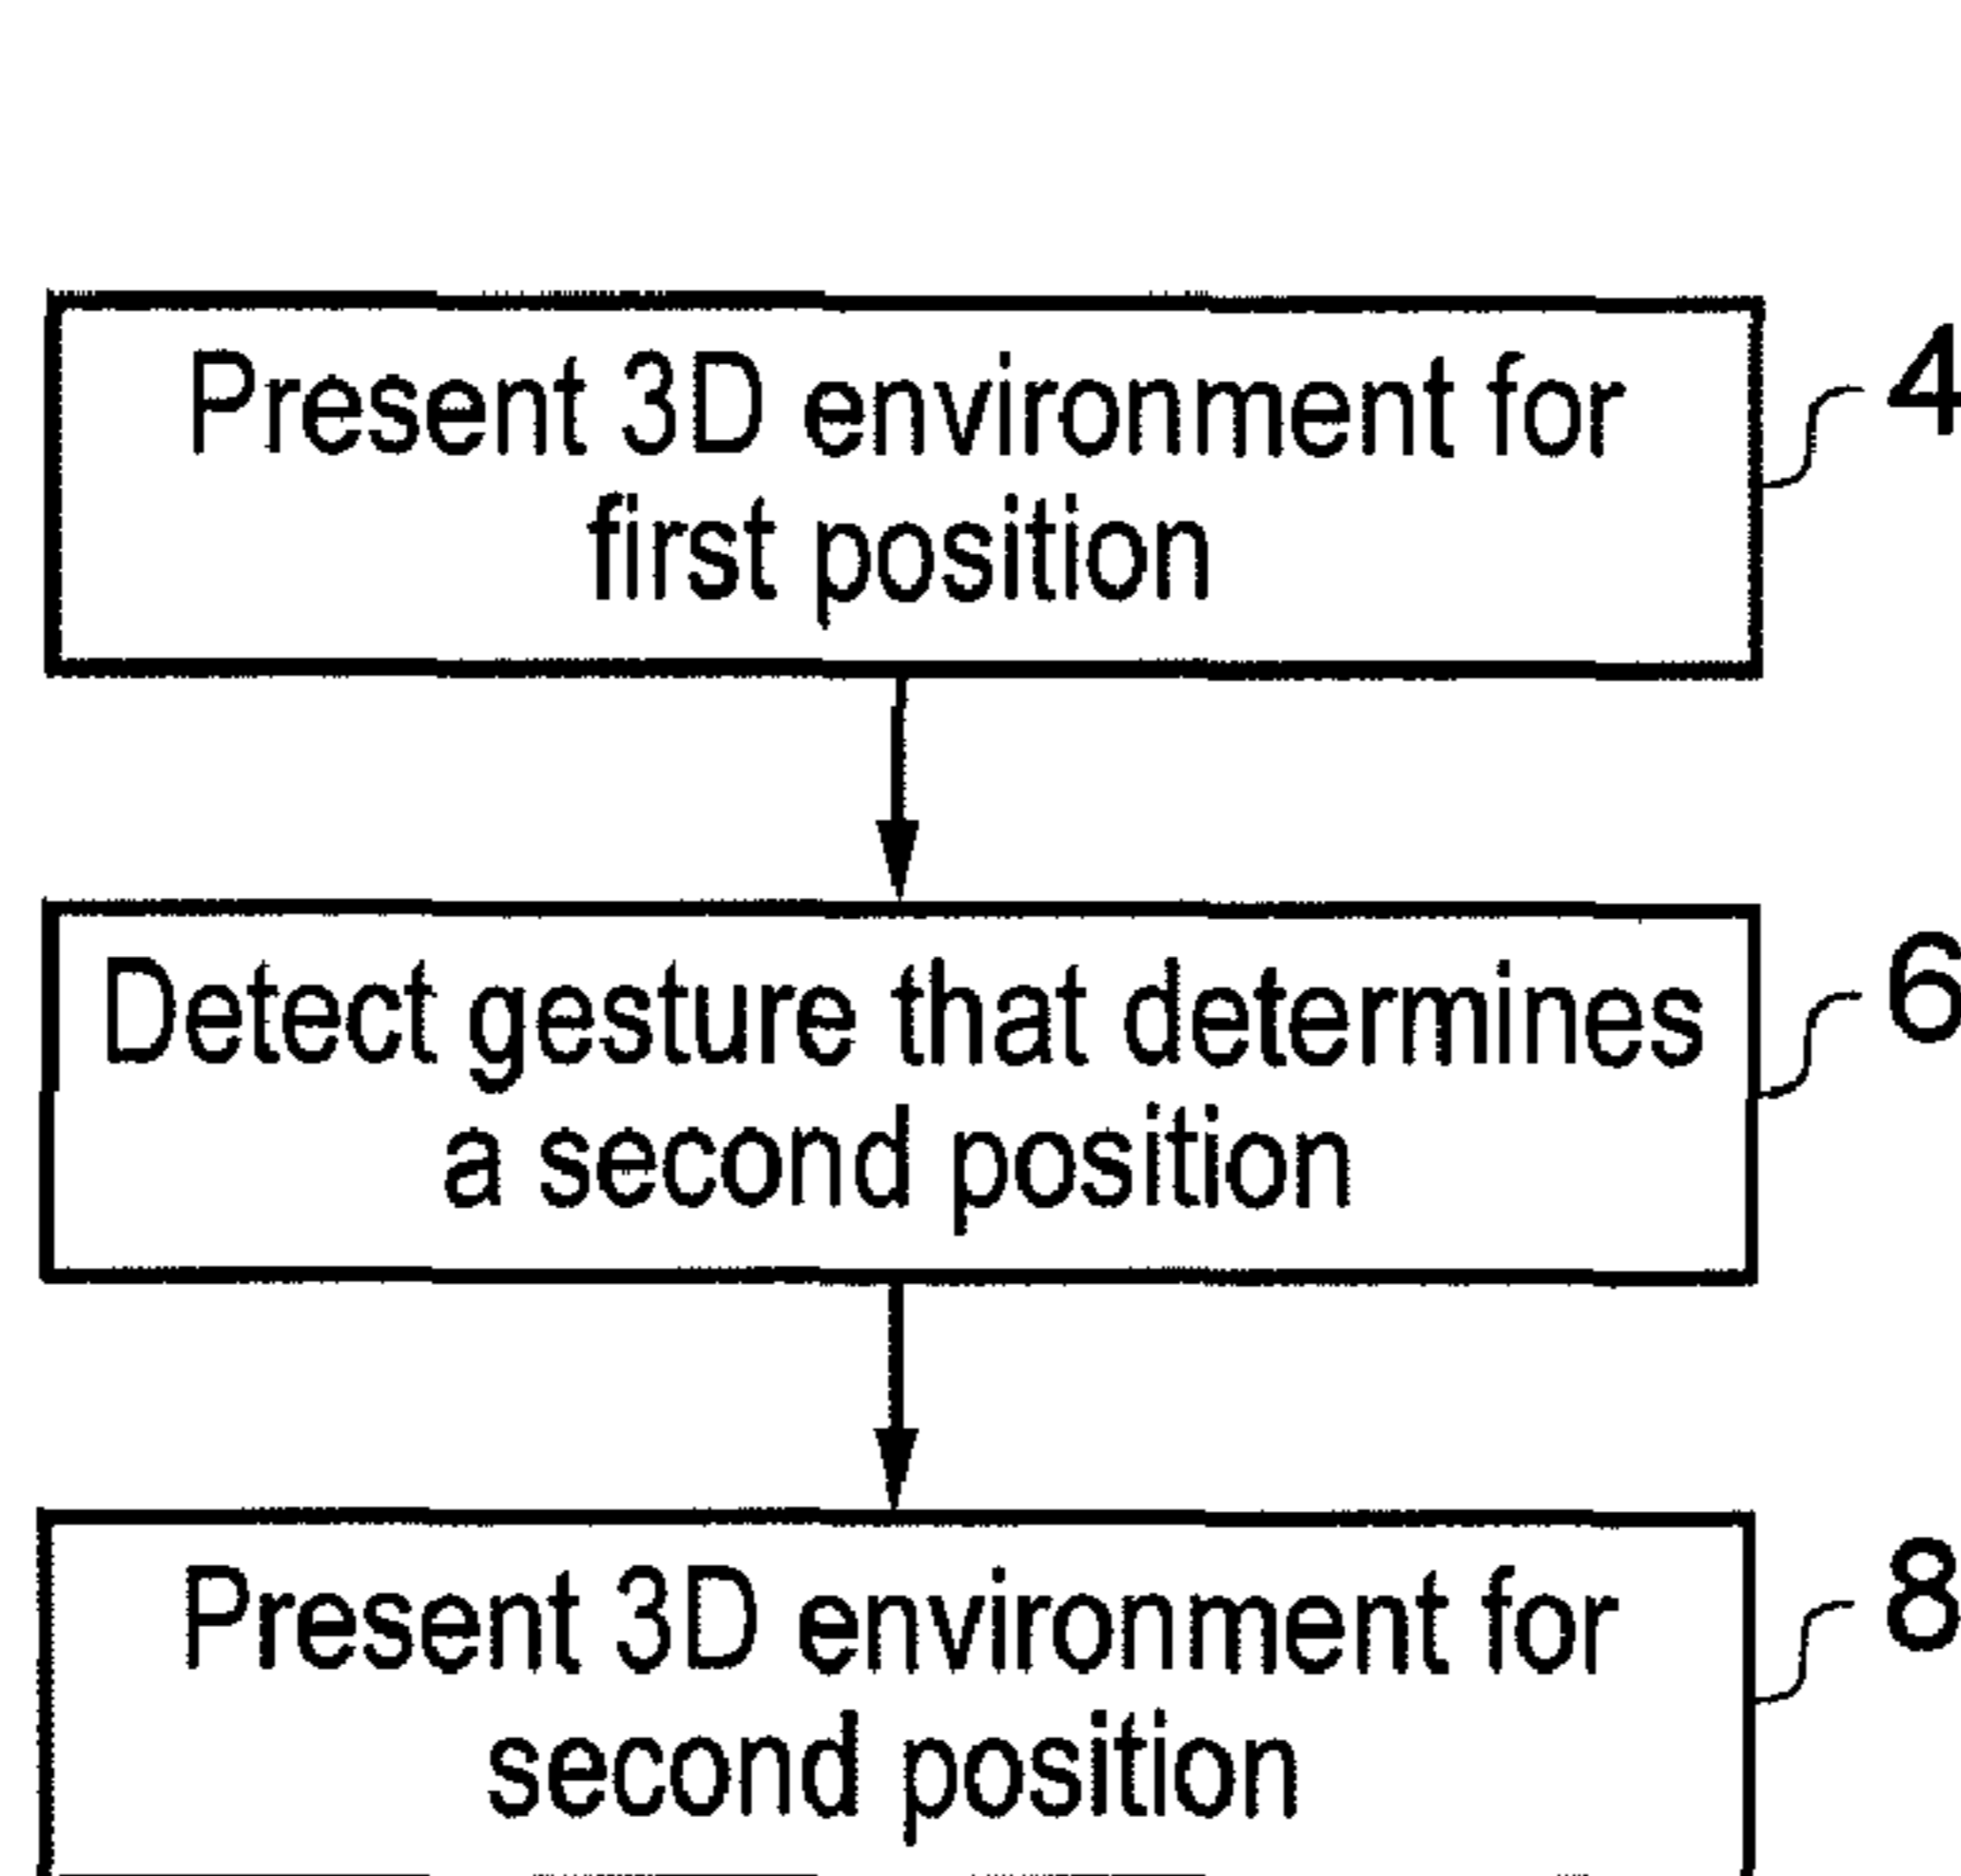 Present 3D environment for
first position
4
Detect gesture that determines
a second position
6
Present 3D environment for
second position
8